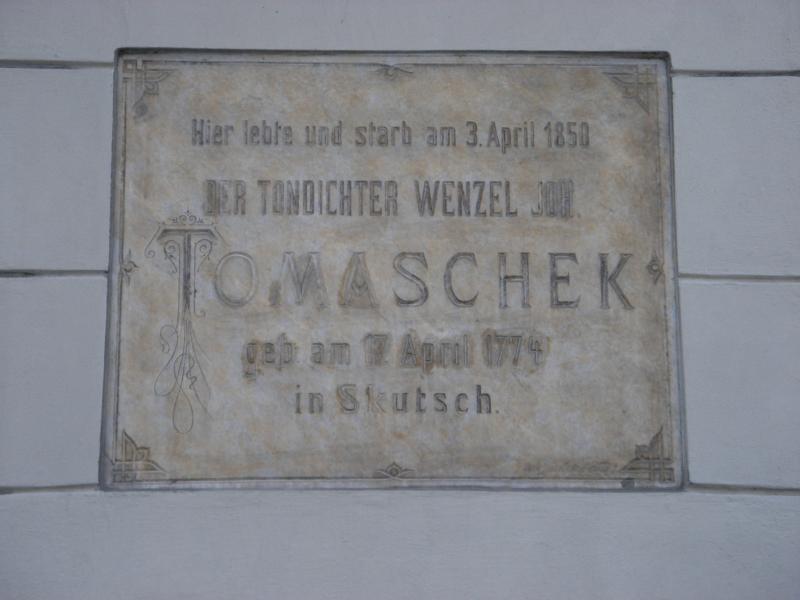 Hier lebte und starb am 3. April 1850
DER TONDICHTER WENZEL JOH.
TOMASCHEK
geb. am 17. April 1774
in Skutsch.